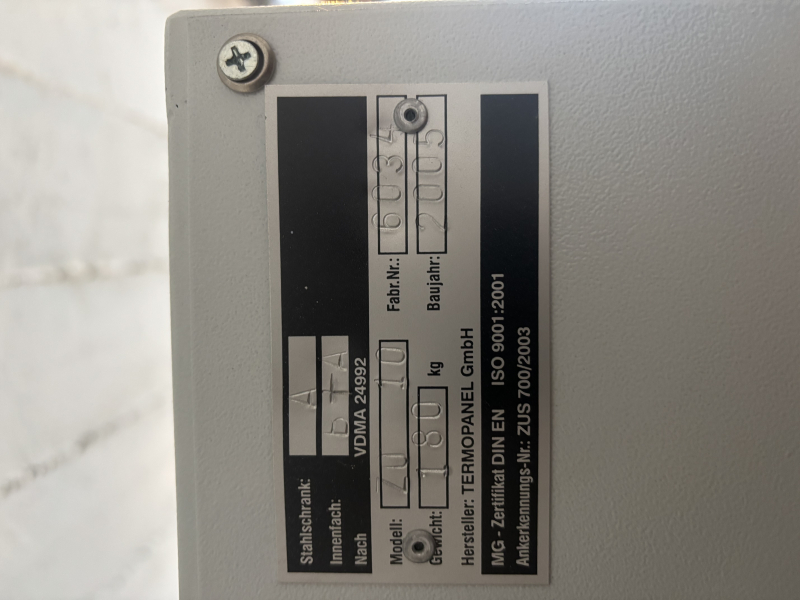 Stahlschrank: A
Innenfach: B + A
Nach VDMA 24992
Modell: ZU 10 Fabr.Nr.: 6034
Gewicht: 180 kg Baujahr: 2005
Hersteller: TERMOPANEL GmbH
MG - Zertifikat DIN EN ISO 9001:2001
Ankerkennungs-Nr.: ZUS 700/2003